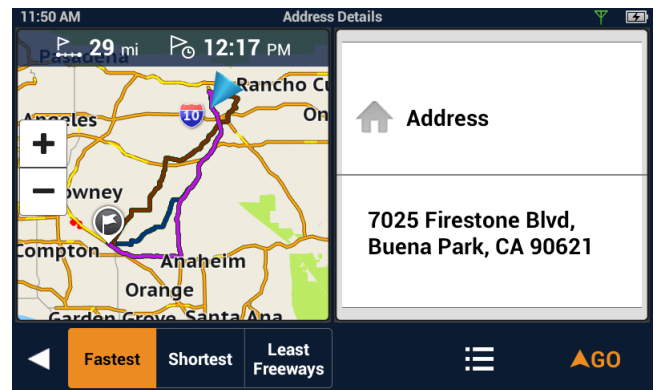 11:50 AM
Address Details
29 mi
12:17 PM
Pasadena
Rancho Cu
10
Angeles
On
+
−
owney
Compton
Anaheim
Orange
Garden Grove
Santa Ana
Address
7025 Firestone Blvd,
Buena Park, CA 90621
Fastest
Shortest
Least
Freeways
GO